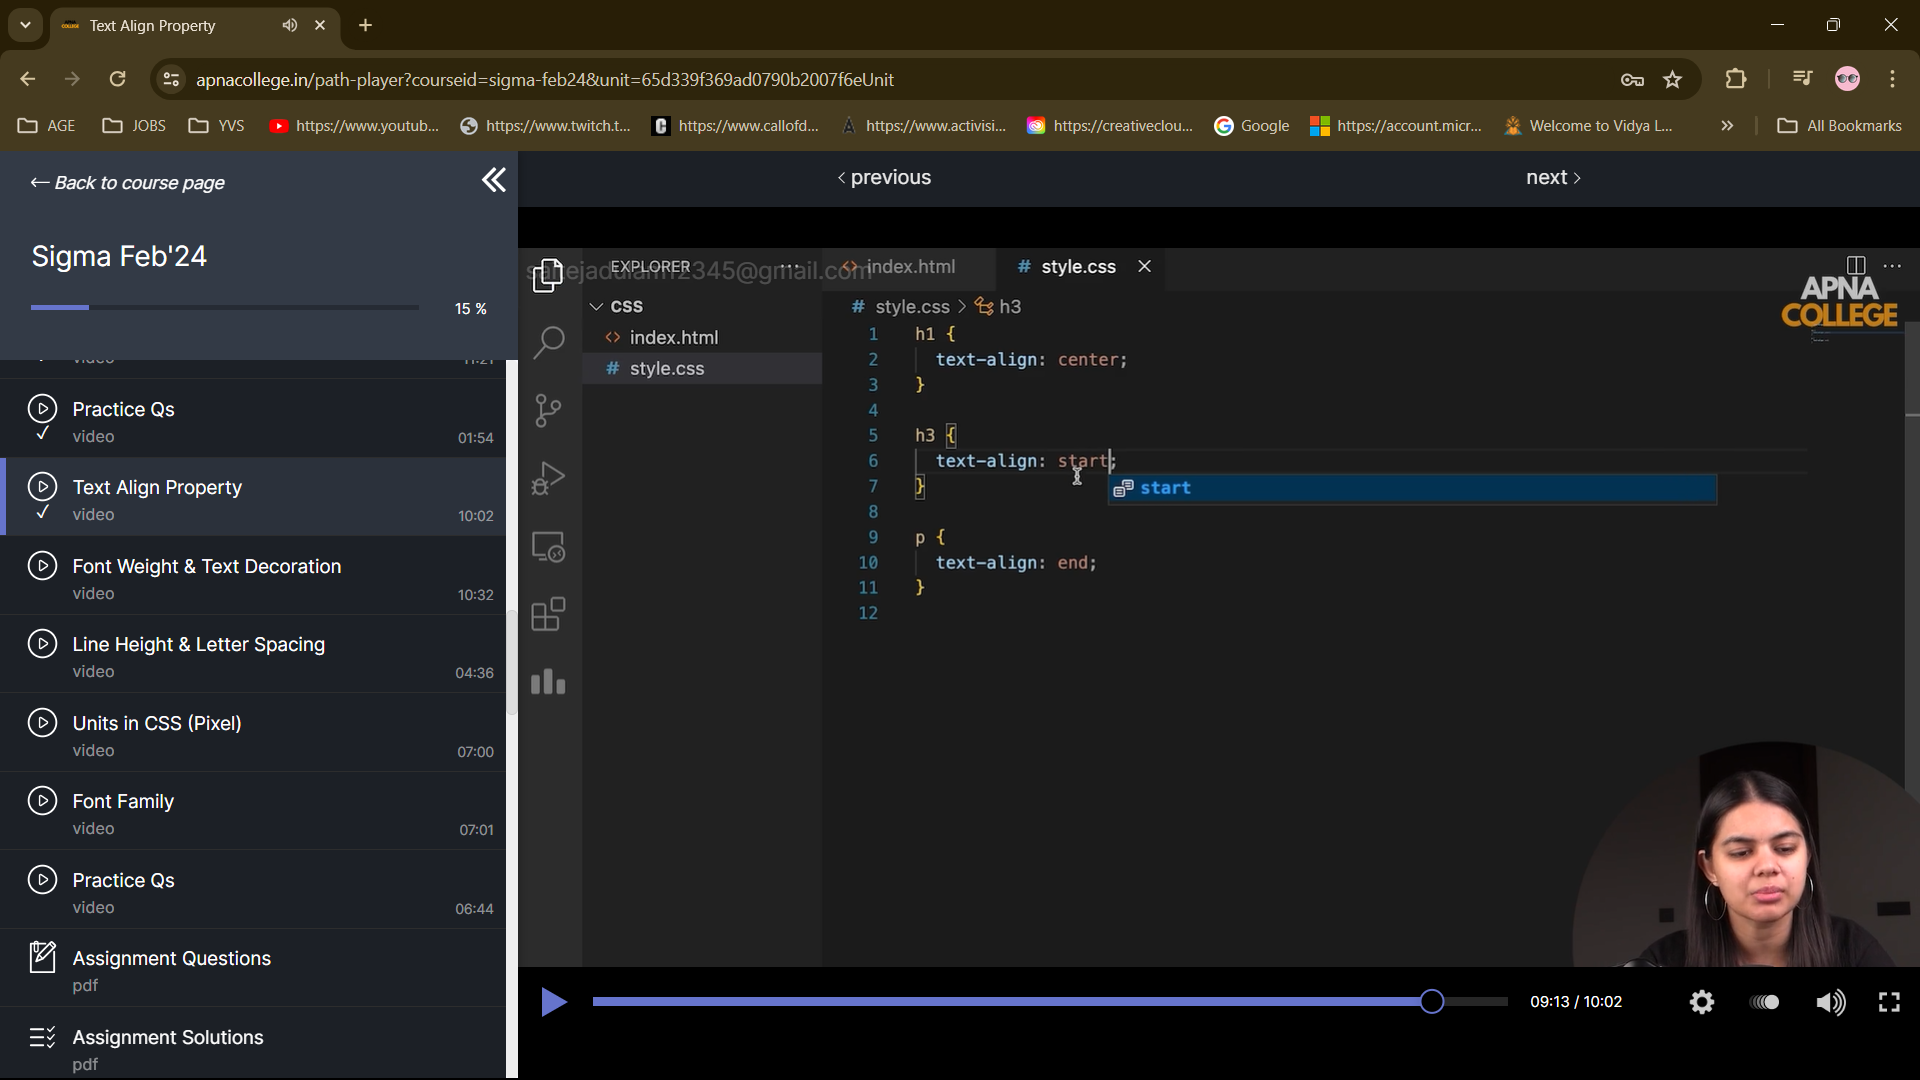 Text Align Property
apnacollege.in/path-player?courseid=sigma-feb24&unit=65d339f369ad0790b2007f6eUnit
AGE
JOBS
YVS
https://www.youtub...
https://www.twitch.t...
https://www.callofd...
https://www.activisi...
https://creativeclou...
Google
https://account.micr...
Welcome to Vidya L...
All Bookmarks
← Back to course page
‹ previous
next ›
Sigma Feb'24
15 %
video
11:21
Practice Qs
video
01:54
Text Align Property
video
10:02
Font Weight & Text Decoration
video
10:32
Line Height & Letter Spacing
video
04:36
Units in CSS (Pixel)
video
07:00
Font Family
video
07:01
Practice Qs
video
06:44
Assignment Questions
pdf
Assignment Solutions
pdf
EXPLORER
...
CSS
<> index.html
# style.css
<> index.html
# style.css
...
APNA
COLLEGE
# style.css > h3
1 h1 {
2 text-align: center;
3 }
4
5 h3 {
6 text-align: start;
7 }
start
8
9 p {
10 text-align: end;
11 }
12
09:13 / 10:02